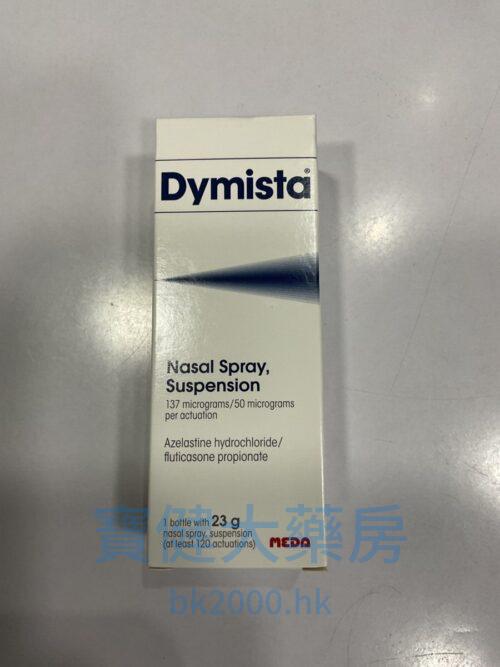 Dymista®
Nasal Spray,
Suspension
137 micrograms/50 micrograms
per actuation
Azelastine hydrochloride/
fluticasone propionate
1 bottle with 23 g
nasal spray, suspension
(at least 120 actuations)
MEDA
寶健大藥房
bk2000.hk